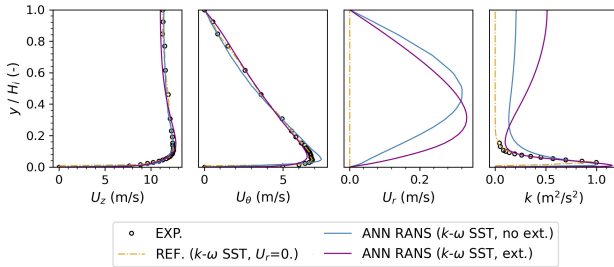 y / H_i (-)
1.0
0.8
0.6
0.4
0.2
0.0
0 10
0 5
0.0 0.2
0.0 0.5 1.0
U_z (m/s)
U_θ (m/s)
U_r (m/s)
k (m²/s²)
EXP.
REF. (k-ω SST, U_r=0.)
ANN RANS (k-ω SST, no ext.)
ANN RANS (k-ω SST, ext.)